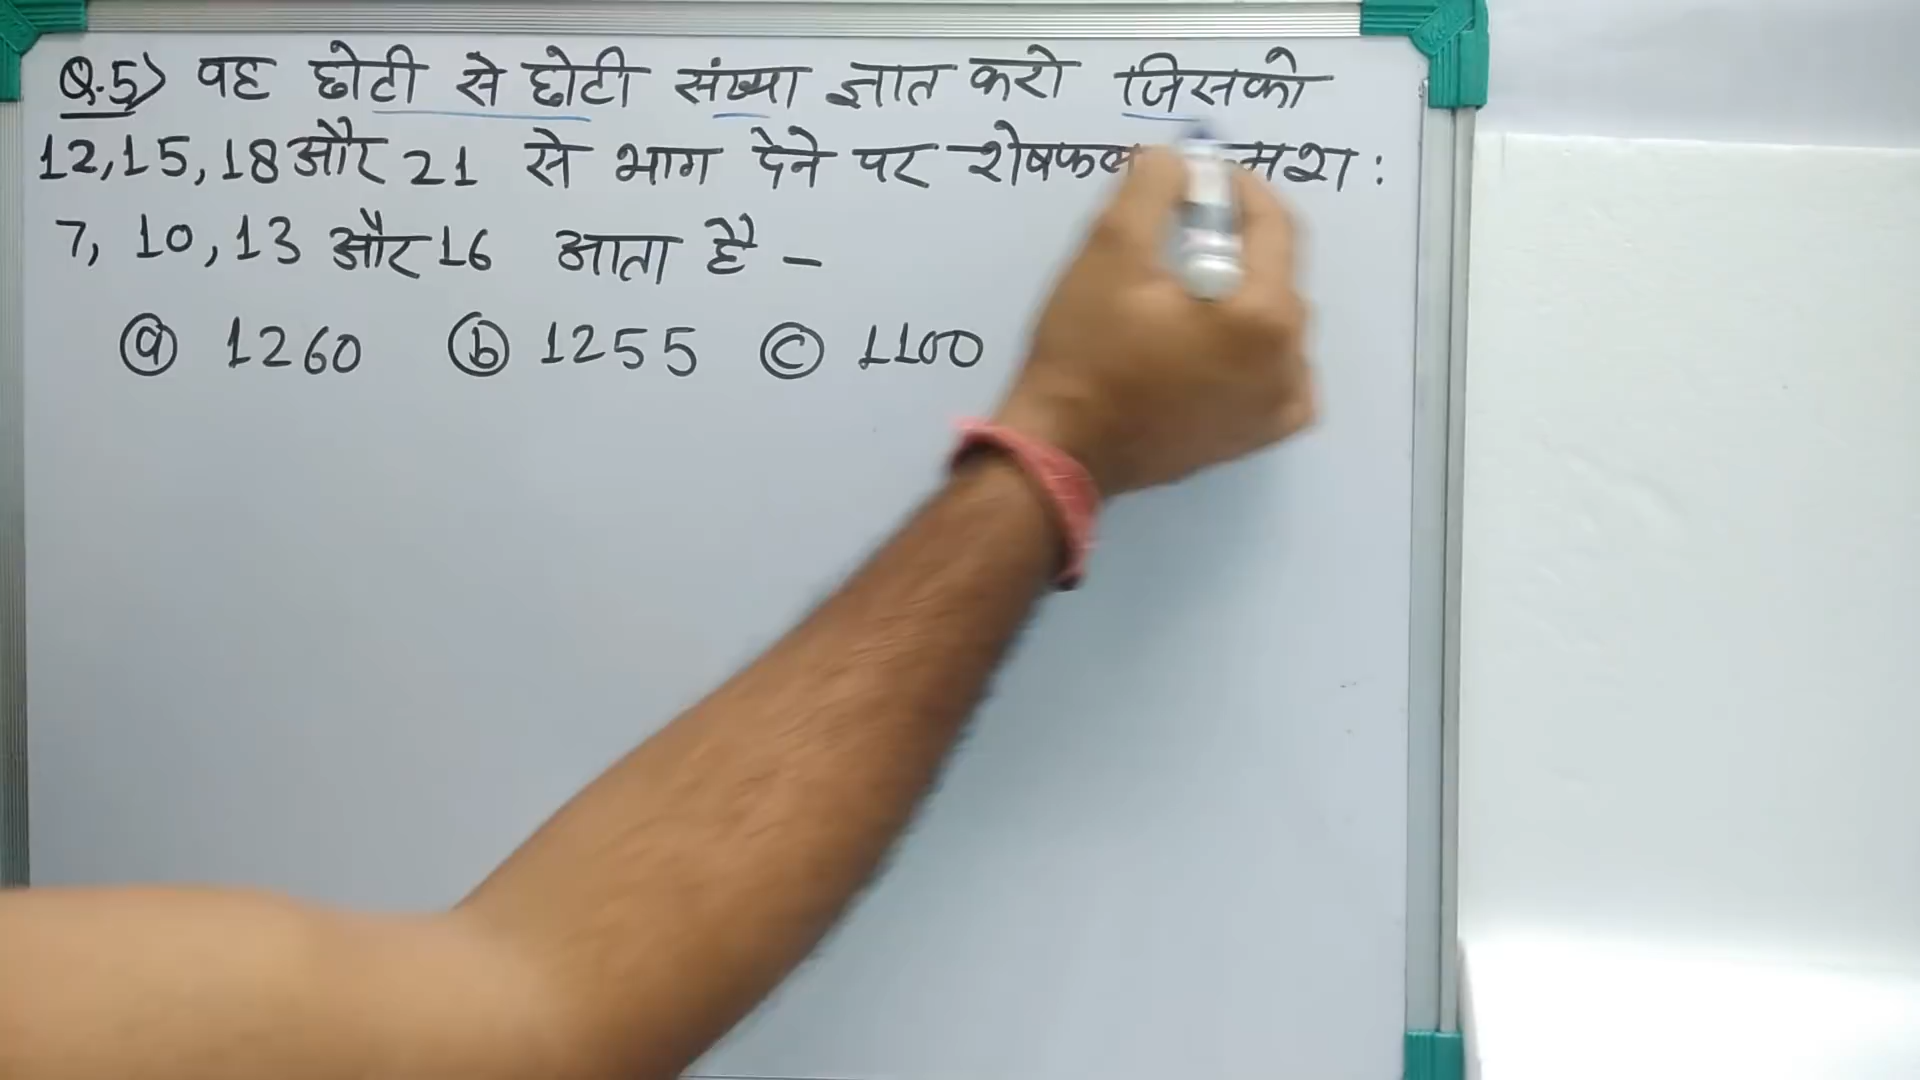 Q.5) वह छोटी से छोटी संख्या ज्ञात करो जिसको
12, 15, 18 और 21 से भाग देने पर शेषफल :
7, 10, 13 और 16 आता है -
ⓐ 1260 ⓑ 1255 ⓒ 1100